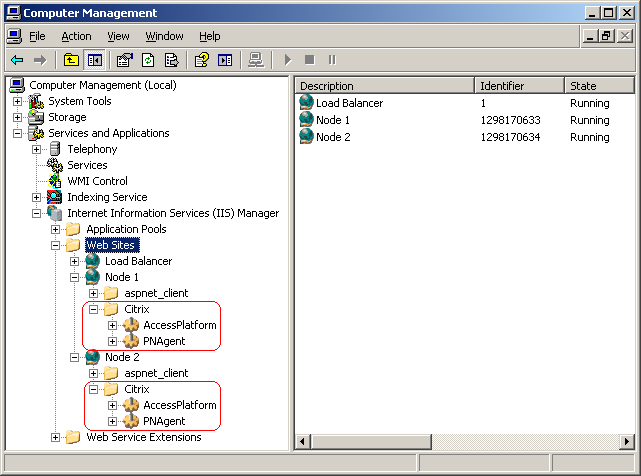 Computer Management
File Action View Window Help
Computer Management (Local)
System Tools
Storage
Services and Applications
Telephony
Services
WMI Control
Indexing Service
Internet Information Services (IIS) Manager
Application Pools
Web Sites
Load Balancer
Node 1
aspnet_client
Citrix
AccessPlatform
PNAgent
Node 2
aspnet_client
Citrix
AccessPlatform
PNAgent
Web Service Extensions
Description Identifier State
Load Balancer 1 Running
Node 1 1298170633 Running
Node 2 1298170634 Running